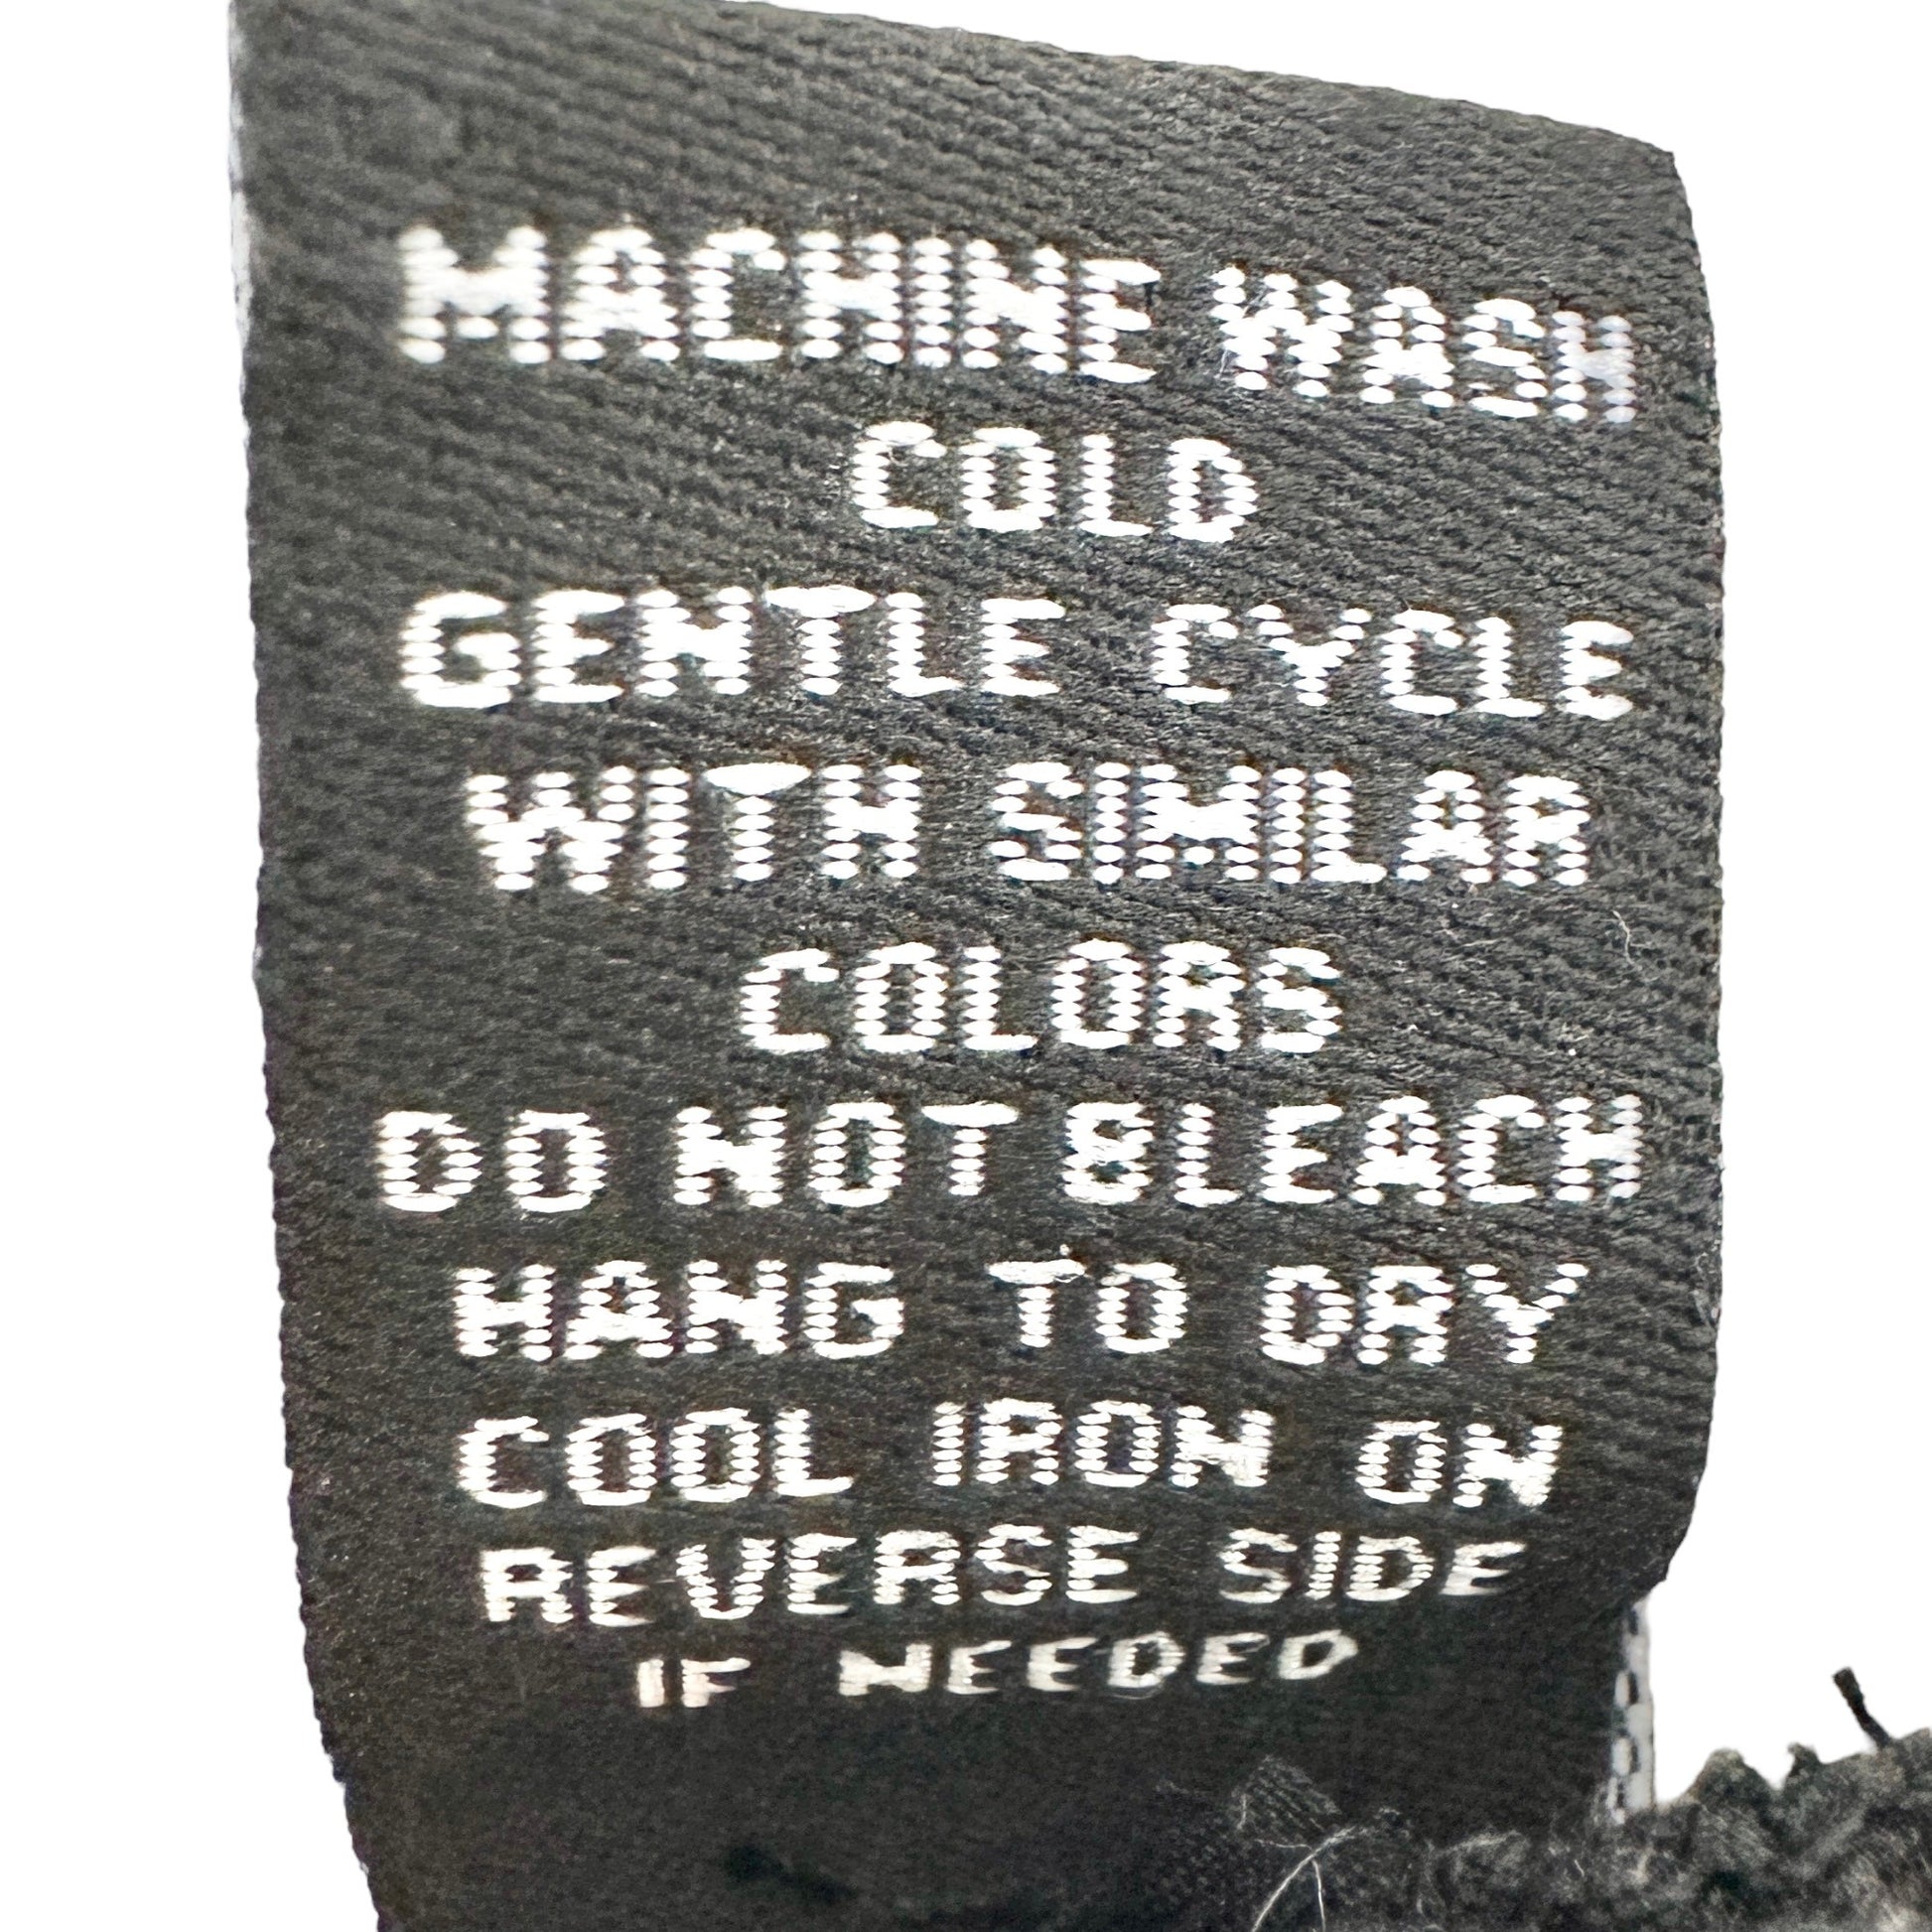 MACHINE WASH
COLD
GENTLE CYCLE
WITH SIMILAR
COLORS
DO NOT BLEACH
HANG TO DRY
COOL IRON ON
REVERSE SIDE
IF NEEDED